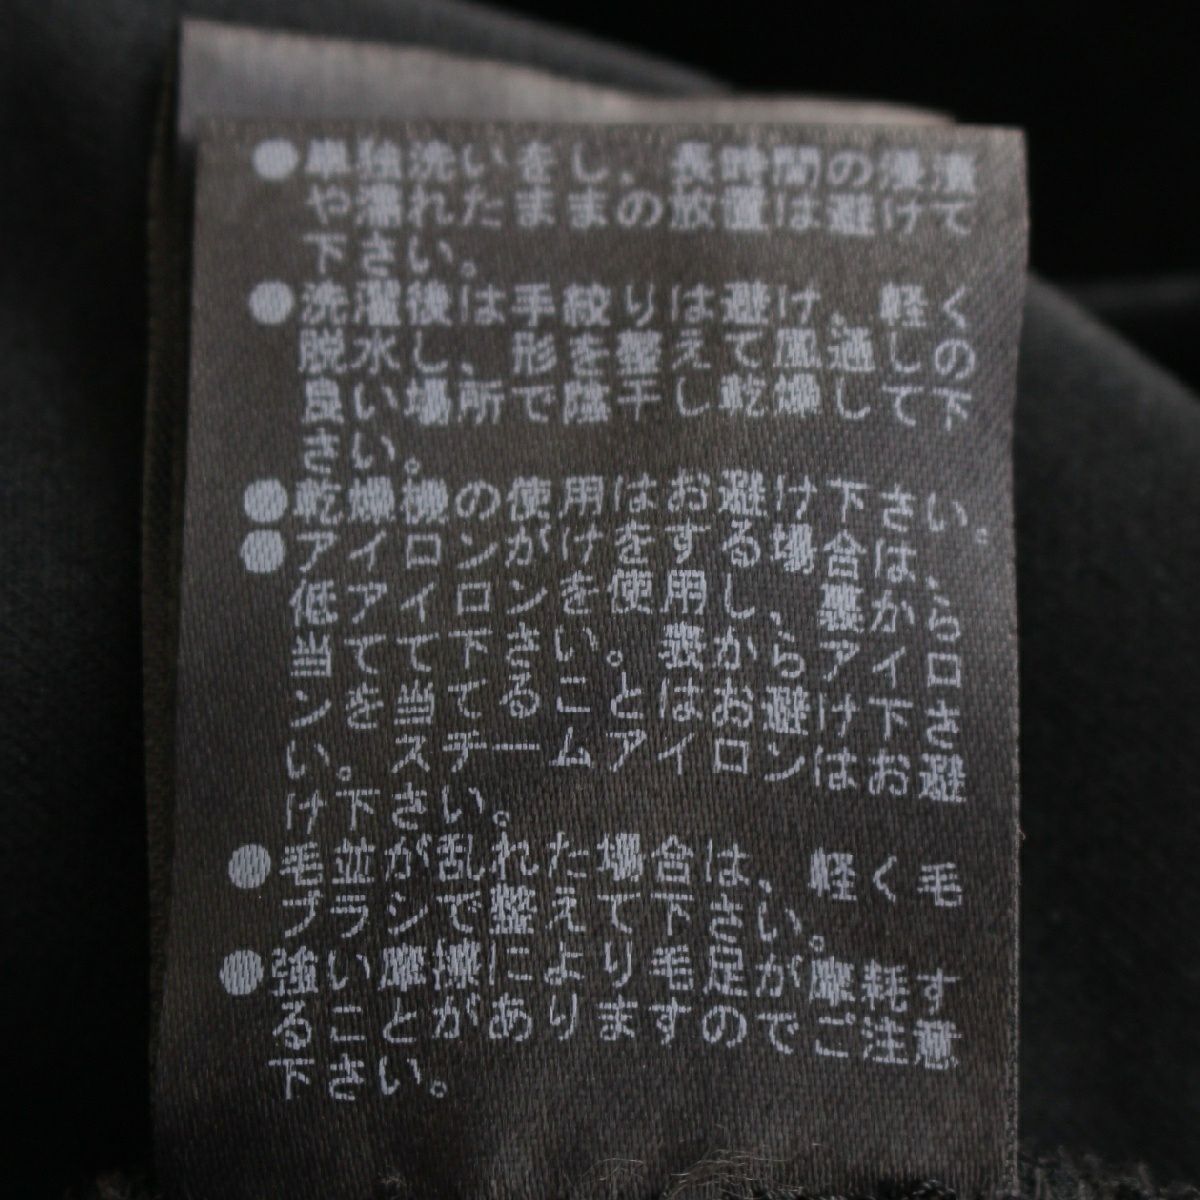 ●単独洗いをし、長時間の浸漬
や濡れたままの放置は避けて
下さい。
●洗濯後は手絞りは避け、軽く
脱水し、形を整えて風通しの
良い場所で陰干し乾燥して下
さい。
●乾燥機の使用はお避け下さい。
●アイロンがけをする場合は、
低アイロンを使用し、裏から
当てて下さい。表からアイロ
ンを当てることはお避け下さ
い。スチームアイロンはお避
け下さい。
●毛並が乱れた場合は、軽く毛
ブラシで整えて下さい。
●強い摩擦により毛足が摩耗す
ることがありますのでご注意
下さい。